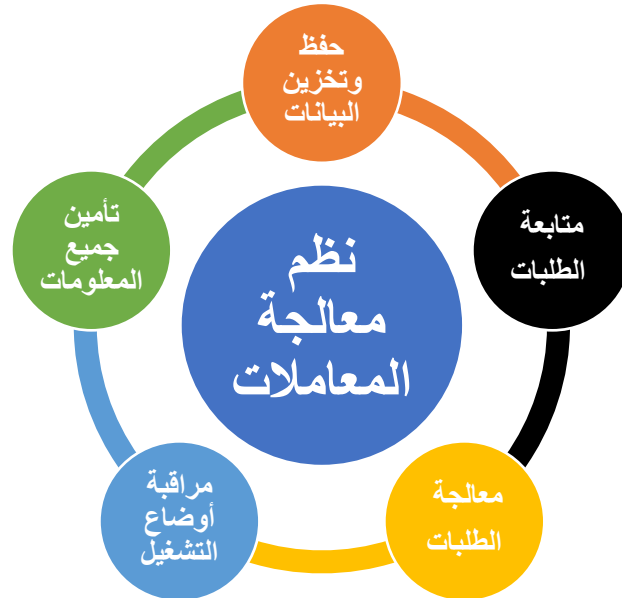 حفظ
وتخزين
البيانات
متابعة
الطلبات
معالجة
الطلبات
مراقبة
أوضاع
التشغيل
تأمين
جميع
المعلومات
نظم
معالجة
المعاملات